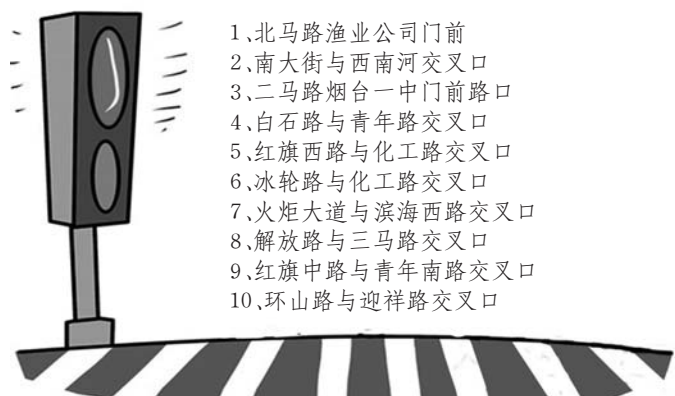 1、北马路渔业公司门前
2、南大街与西南河交叉口
3、二马路烟台一中门前路口
4、白石路与青年路交叉口
5、红旗西路与化工路交叉口
6、冰轮路与化工路交叉口
7、火炬大道与滨海西路交叉口
8、解放路与三马路交叉口
9、红旗中路与青年南路交叉口
10、环山路与迎祥路交叉口